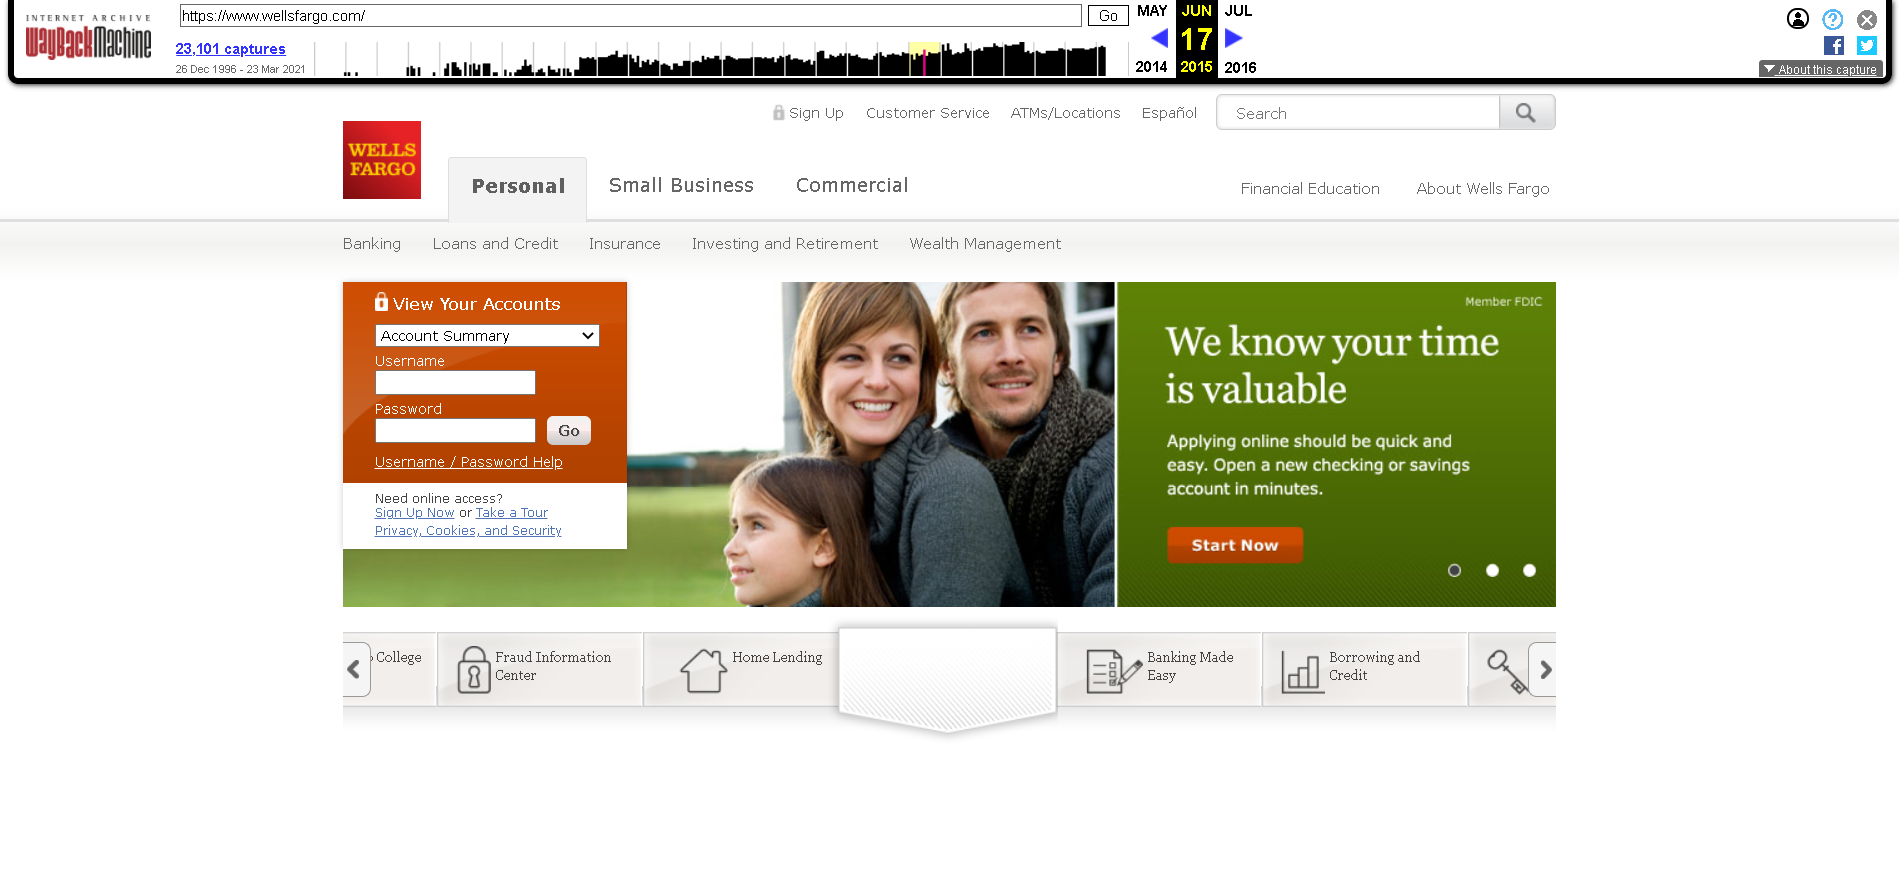 INTERNET ARCHIVE
WayBackMachine
https://www.wellsfargo.com/
Go
23,101 captures
26 Dec 1996 - 23 Mar 2021
MAY
JUN
JUL
17
2014
2015
2016
About this capture
Sign Up
Customer Service
ATMs/Locations
Español
Search
WELLS
FARGO
Personal
Small Business
Commercial
Financial Education
About Wells Fargo
Banking
Loans and Credit
Insurance
Investing and Retirement
Wealth Management
View Your Accounts
Account Summary
Username
Password
Go
Username / Password Help
Need online access?
Sign Up Now or Take a Tour
Privacy, Cookies, and Security
Member FDIC
We know your time
is valuable
Applying online should be quick and
easy. Open a new checking or savings
account in minutes.
Start Now
College
Fraud Information
Center
Home Lending
Banking Made
Easy
Borrowing and
Credit